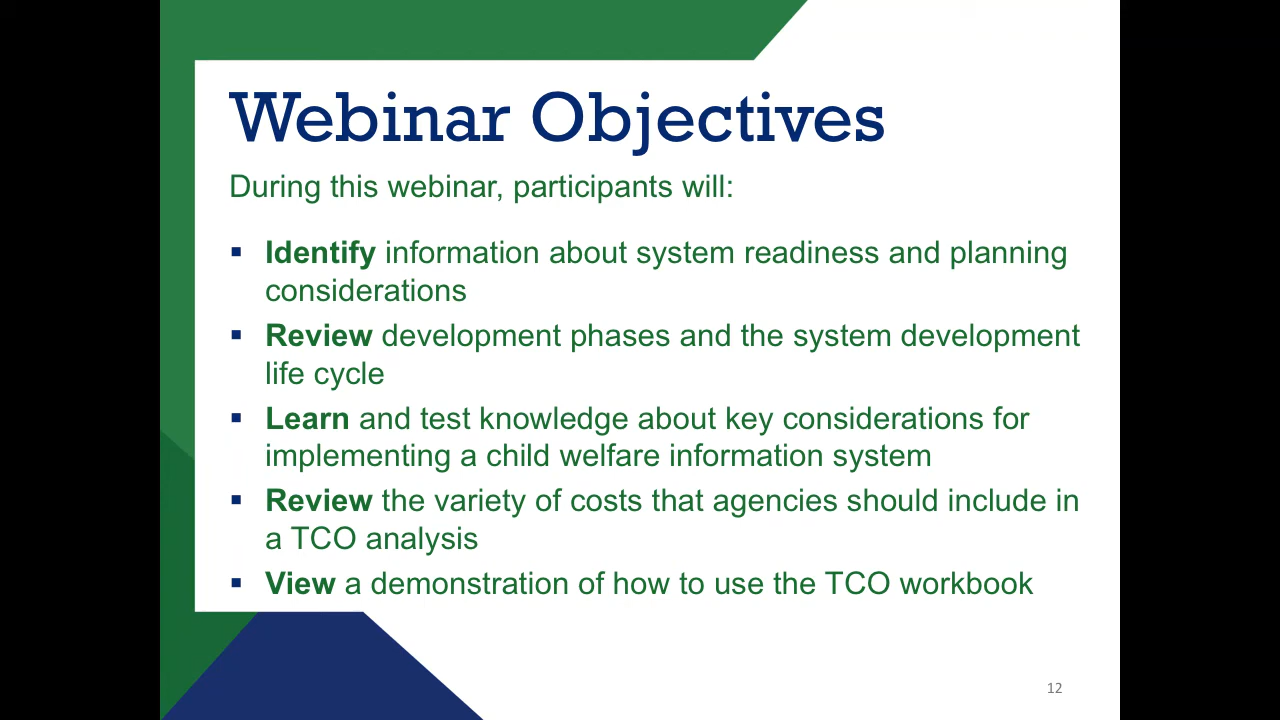 Webinar Objectives
During this webinar, participants will:
▪ Identify information about system readiness and planning
considerations
▪ Review development phases and the system development
life cycle
▪ Learn and test knowledge about key considerations for
implementing a child welfare information system
▪ Review the variety of costs that agencies should include in
a TCO analysis
▪ View a demonstration of how to use the TCO workbook
12